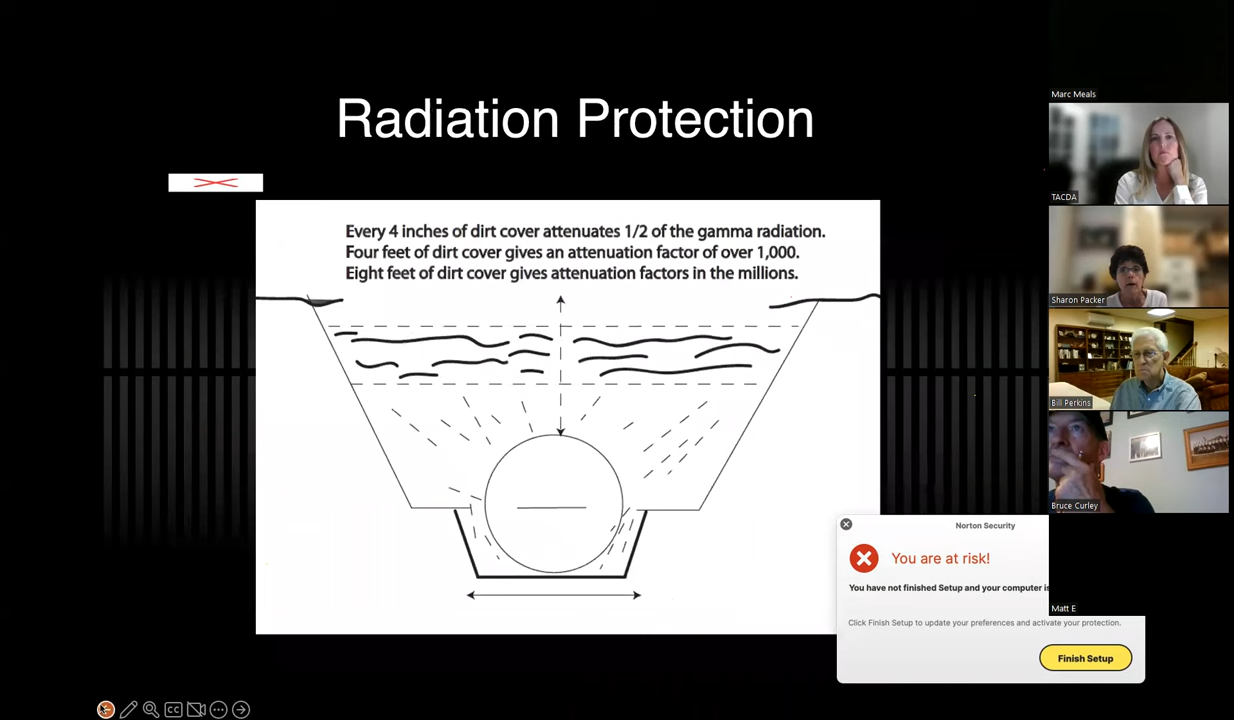 Radiation Protection
Every 4 inches of dirt cover attenuates 1/2 of the gamma radiation.
Four feet of dirt cover gives an attenuation factor of over 1,000.
Eight feet of dirt cover gives attenuation factors in the millions.
Marc Meals
TACDA
Sharon Packer
Bill Perkins
Bruce Curley
Matt E
Norton Security
You are at risk!
You have not finished Setup and your computer is
Click Finish Setup to update your preferences and activate your protection.
Finish Setup
CC